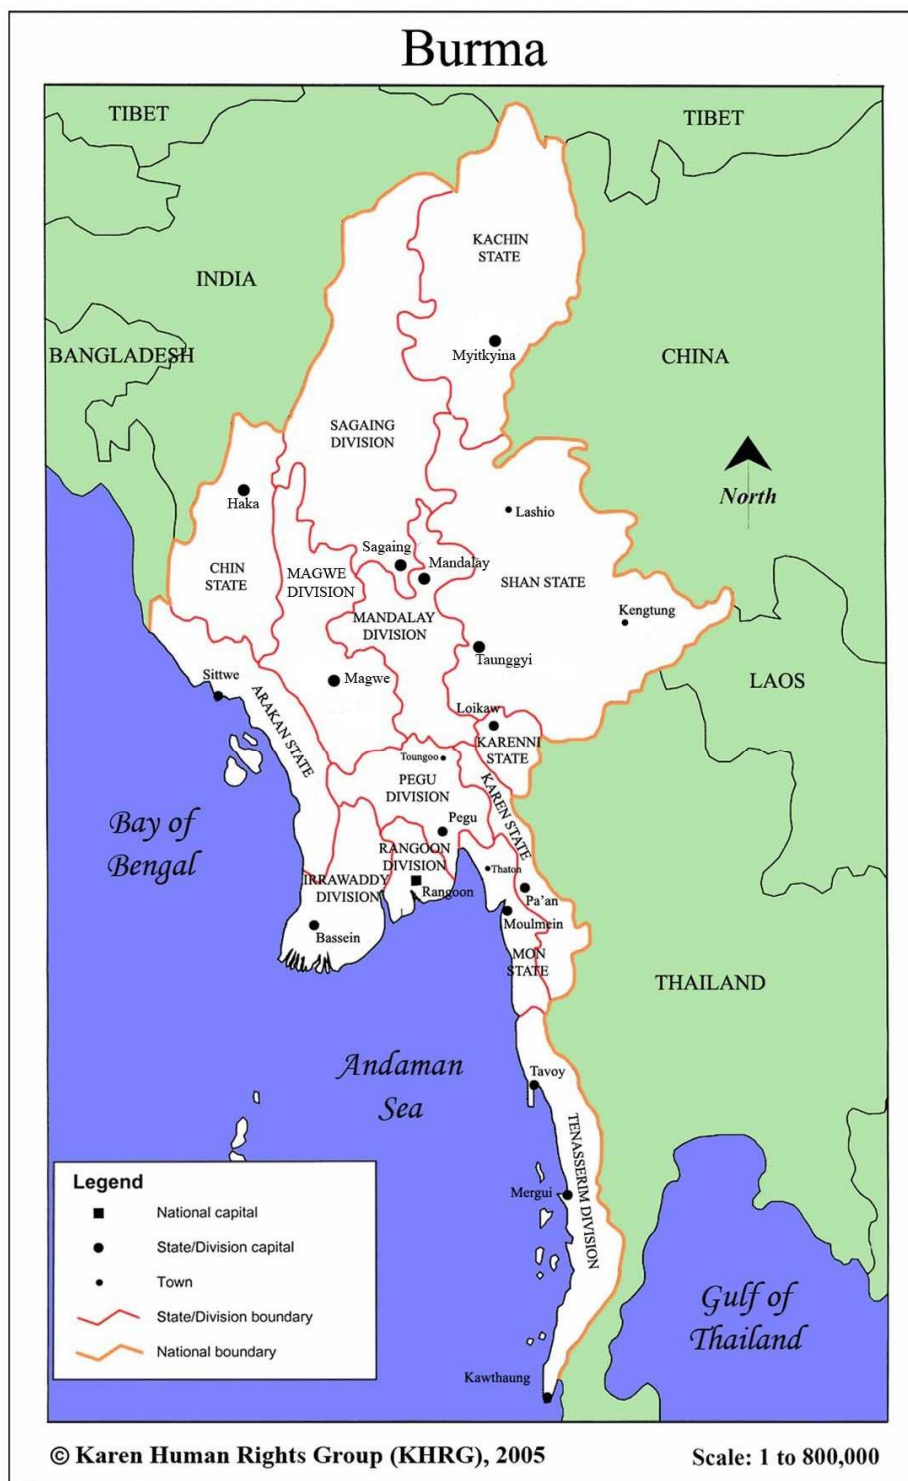 Burma
TIBET
TIBET
KACHIN
STATE
INDIA
Myitkyina
BANGLADESH
CHINA
SAGAING
DIVISION
North
Haka
Lashio
Sagaing
Mandalay
CHIN
STATE
MAGWE
DIVISION
SHAN STATE
MANDALAY
DIVISION
Kengtung
Taunggyi
Sittwe
Magwe
LAOS
ARAKAN STATE
Loikaw
KARENNI
STATE
Toungoo
PEGU
DIVISION
KAREN STATE
Bay of
Bengal
Pegu
RANGOON
DIVISION
Thaton
IRRAWADDY
DIVISION
Rangoon
Pa'an
Moulmein
Bassein
MON
STATE
THAILAND
Andaman
Sea
Tavoy
TENASSERIM DIVISION
Mergui
Legend
National capital
State/Division capital
Town
State/Division boundary
National boundary
Gulf of
Thailand
Kawthaung
© Karen Human Rights Group (KHRG), 2005
Scale: 1 to 800,000